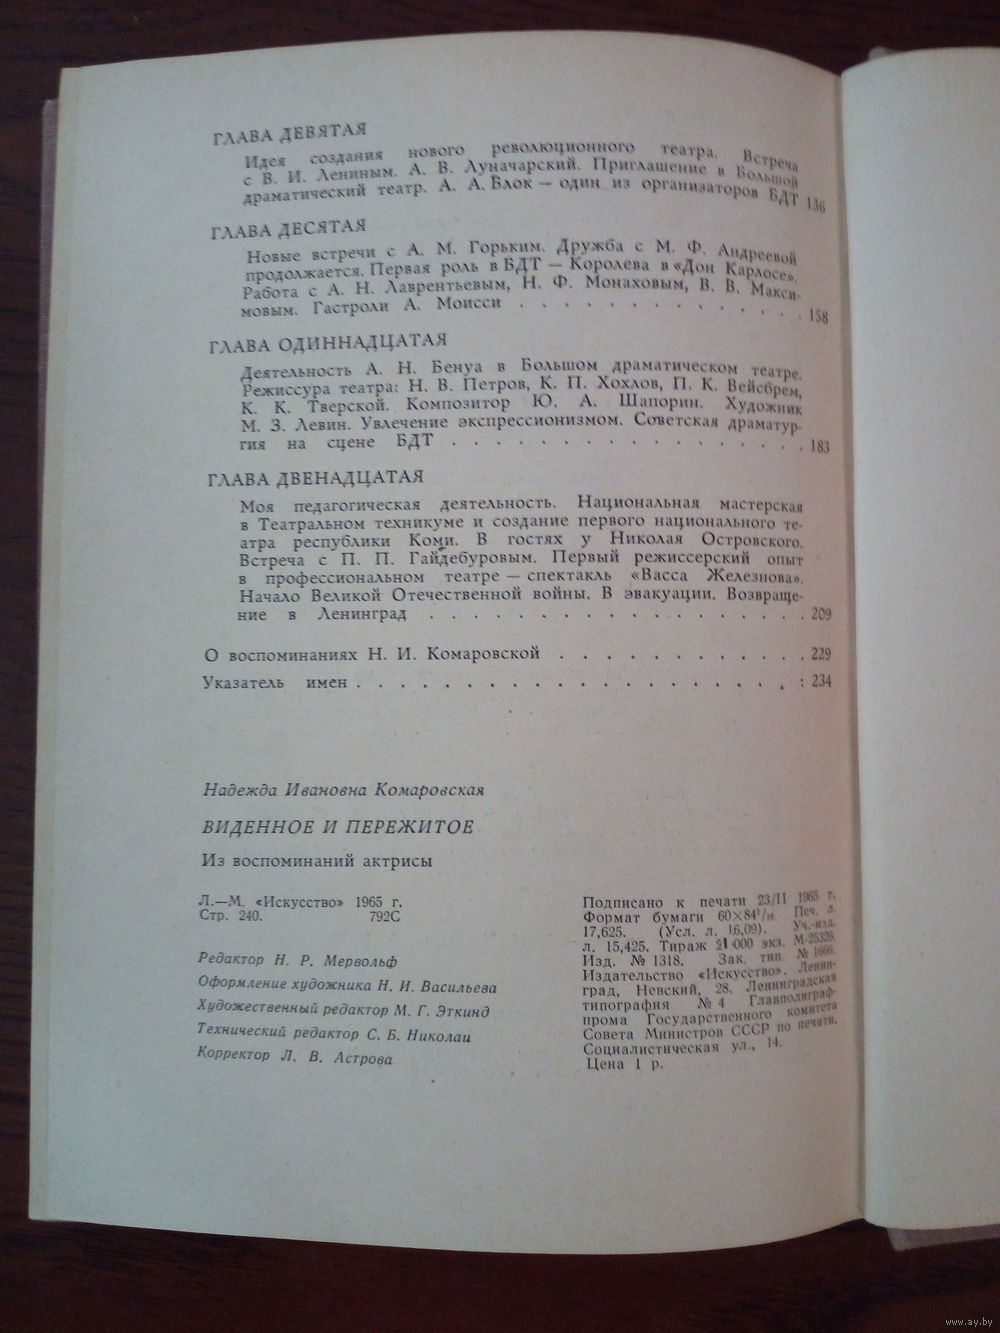 ГЛАВА ДЕВЯТАЯ
Идея создания нового революционного театра. Встреча
с В. И. Лениным. А. В. Луначарский. Приглашение в Большой
драматический театр. А. А. Блок — один из организаторов БДТ 136
ГЛАВА ДЕСЯТАЯ
Новые встречи с А. М. Горьким. Дружба с М. Ф. Андреевой
продолжается. Первая роль в БДТ — Королева в «Дон Карлосе».
Работа с А. Н. Лаврентьевым, Н. Ф. Монаховым, В. В. Макси-
мовым. Гастроли А. Моисси . . . . . . . . . . . . . . 158
ГЛАВА ОДИННАДЦАТАЯ
Деятельность А. Н. Бенуа в Большом драматическом театре.
Режиссура театра: Н. В. Петров, К. П. Хохлов, П. К. Вейсбрем,
К. К. Тверской. Композитор Ю. А. Шапорин. Художник
М. З. Левин. Увлечение экспрессионизмом. Советская драматур-
гия на сцене БДТ . . . . . . . . . . . . . . . . . 183
ГЛАВА ДВЕНАДЦАТАЯ
Моя педагогическая деятельность. Национальная мастерская
в Театральном техникуме и создание первого национального те-
атра республики Коми. В гостях у Николая Островского.
Встреча с П. П. Гайдебуровым. Первый режиссерский опыт
в профессиональном театре — спектакль «Васса Железнова».
Начало Великой Отечественной войны. В эвакуации. Возвраще-
ние в Ленинград . . . . . . . . . . . . . . . . . . 209
О воспоминаниях Н. И. Комаровской . . . . . . . . . . . . 229
Указатель имен . . . . . . . . . . . . . . . . . . . . . : 234
Надежда Ивановна Комаровская
ВИДЕННОЕ И ПЕРЕЖИТОЕ
Из воспоминаний актрисы
Л.—М. «Искусство» 1965 г.
Стр. 240. 792С
Редактор Н. Р. Мервольф
Оформление художника Н. И. Васильева
Художественный редактор М. Г. Эткинд
Технический редактор С. Б. Николаи
Корректор Л. В. Астрова
Подписано к печати 23/II 1965 г.
Формат бумаги 60×84¹/₁₆. Печ. л.
17,625. (Усл. л. 16,09). Уч.-изд.
л. 15,425. Тираж 21 000 экз. М-25326.
Изд. № 1318. Зак. тип. № 1666.
Издательство «Искусство». Ленин-
град, Невский, 28. Ленинградская
типография № 4 Главполиграф-
прома Государственного комитета
Совета Министров СССР по печати,
Социалистическая ул., 14.
Цена 1 р.
www.ay.by